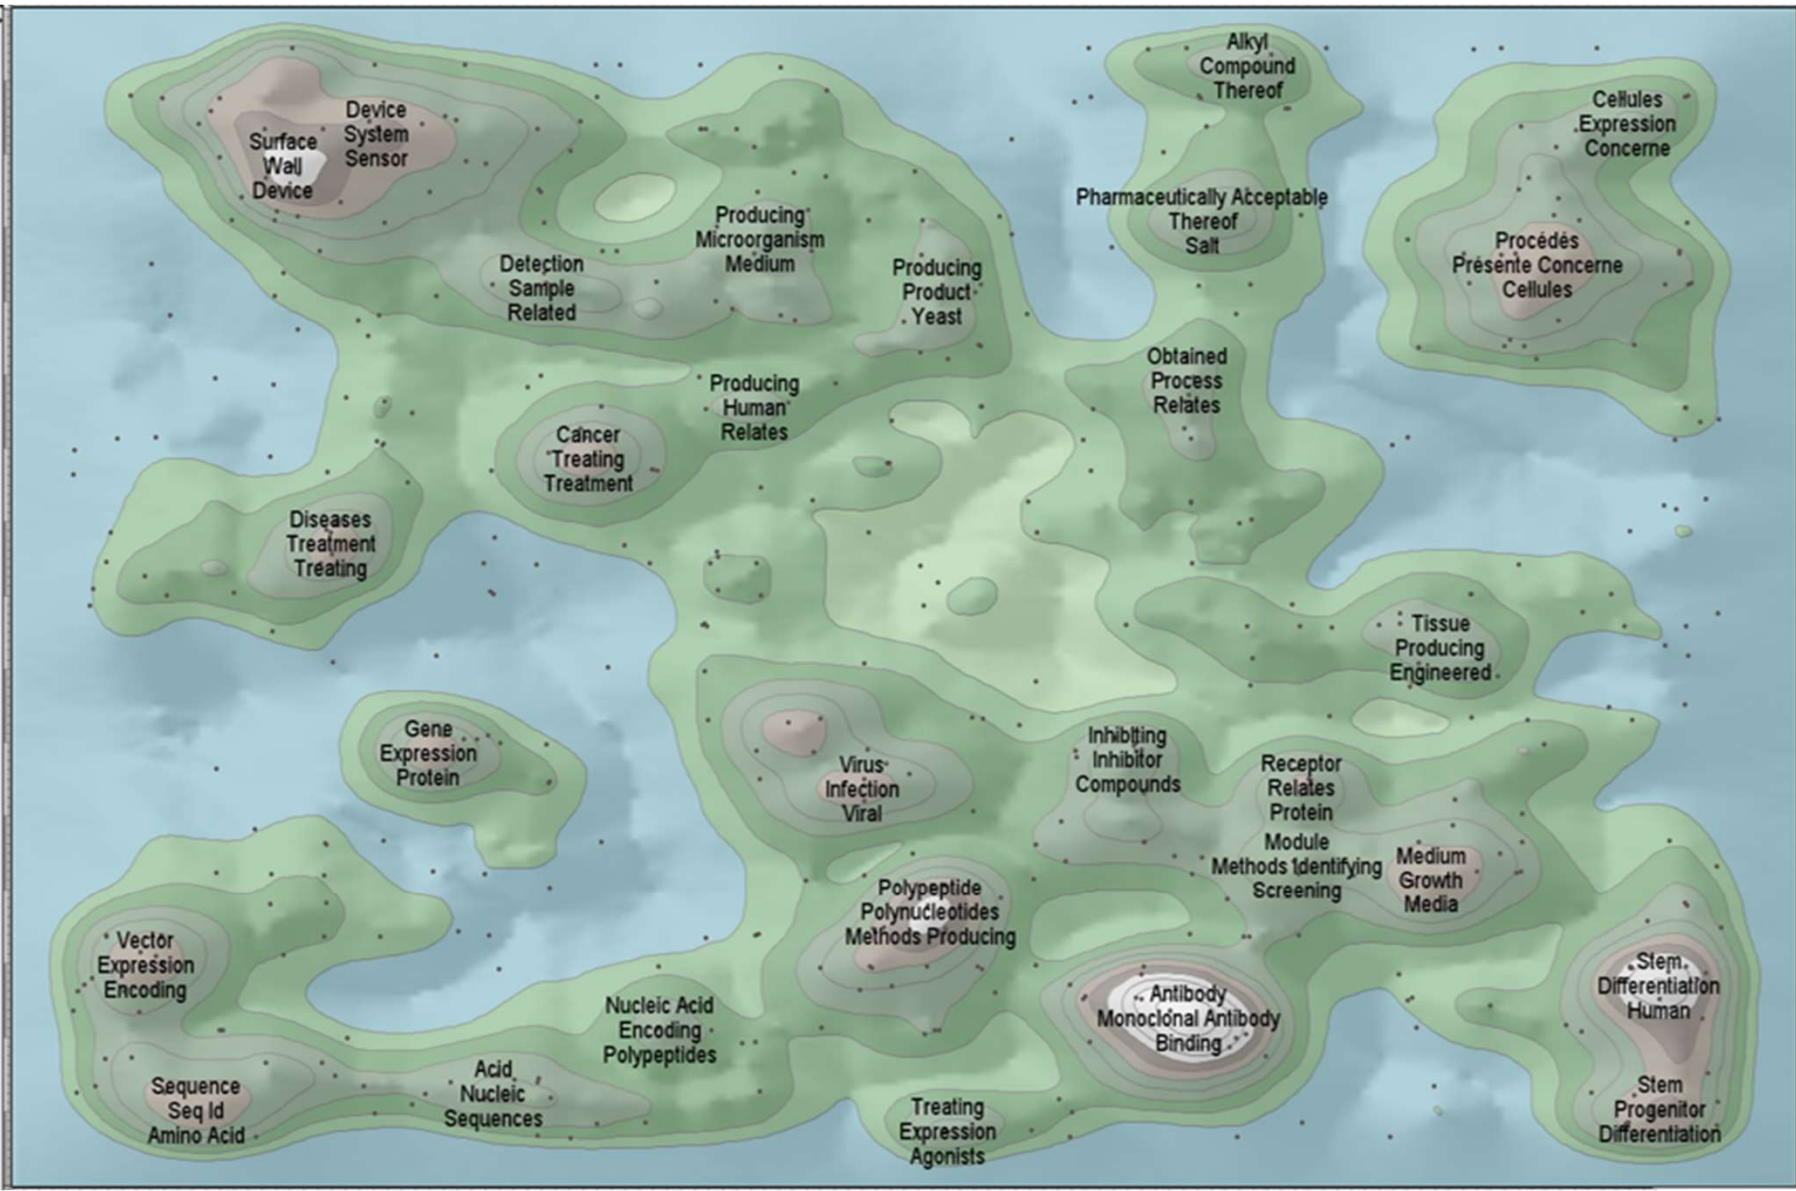 Alkyl
Compound
Thereof
Cellules
Expression
Concerne
Device
System
Sensor
Surface
Wall
Device
Pharmaceutically Acceptable
Thereof
Salt
Producing
Microorganism
Medium
Procédés
Présente Concerne
Cellules
Detection
Sample
Related
Producing
Product
Yeast
Obtained
Process
Relates
Producing
Human
Relates
Cancer
Treating
Treatment
Diseases
Treatment
Treating
Tissue
Producing
Engineered
Gene
Expression
Protein
Virus
Infection
Viral
Inhibiting
Inhibitor
Compounds
Receptor
Relates
Protein
Module
Methods Identifying
Screening
Medium
Growth
Media
Polypeptide
Polynucleotides
Methods Producing
Vector
Expression
Encoding
Stem
Differentiation
Human
Antibody
Monoclonal Antibody
Binding
Nucleic Acid
Encoding
Polypeptides
Acid
Nucleic
Sequences
Sequence
Seq Id
Amino Acid
Treating
Expression
Agonists
Stem
Progenitor
Differentiation